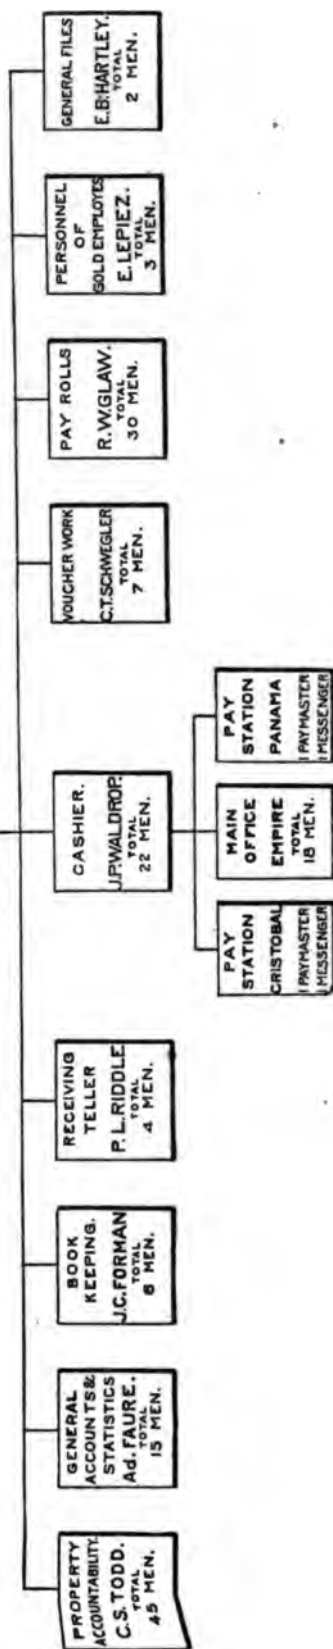 PROPERTY
ACCOUNTABILITY.
C.S. TODD.
TOTAL
45 MEN.
GENERAL
ACCOUNTS &
STATISTICS
Ad. FAURE.
TOTAL
15 MEN.
BOOK
KEEPING.
J.C. FORMAN
TOTAL
6 MEN.
RECEIVING
TELLER
P.L. RIDDLE
TOTAL
4 MEN.
CASHIER.
J.P. WALDROP.
TOTAL
22 MEN.
VOUCHER WORK
C.T. SCHWEGLER
TOTAL
7 MEN.
PAY ROLLS
R.W. GLAW.
TOTAL
30 MEN.
PERSONNEL
OF
GOLD EMPLOYES
E. LEPIEZ.
TOTAL
3 MEN.
GENERAL FILES
E.B. HARTLEY.
TOTAL
2 MEN.
PAY
STATION
CRISTOBAL
1 PAYMASTER
1 MESSENGER
MAIN
OFFICE
EMPIRE
TOTAL
18 MEN.
PAY
STATION
PANAMA
1 PAYMASTER
1 MESSENGER